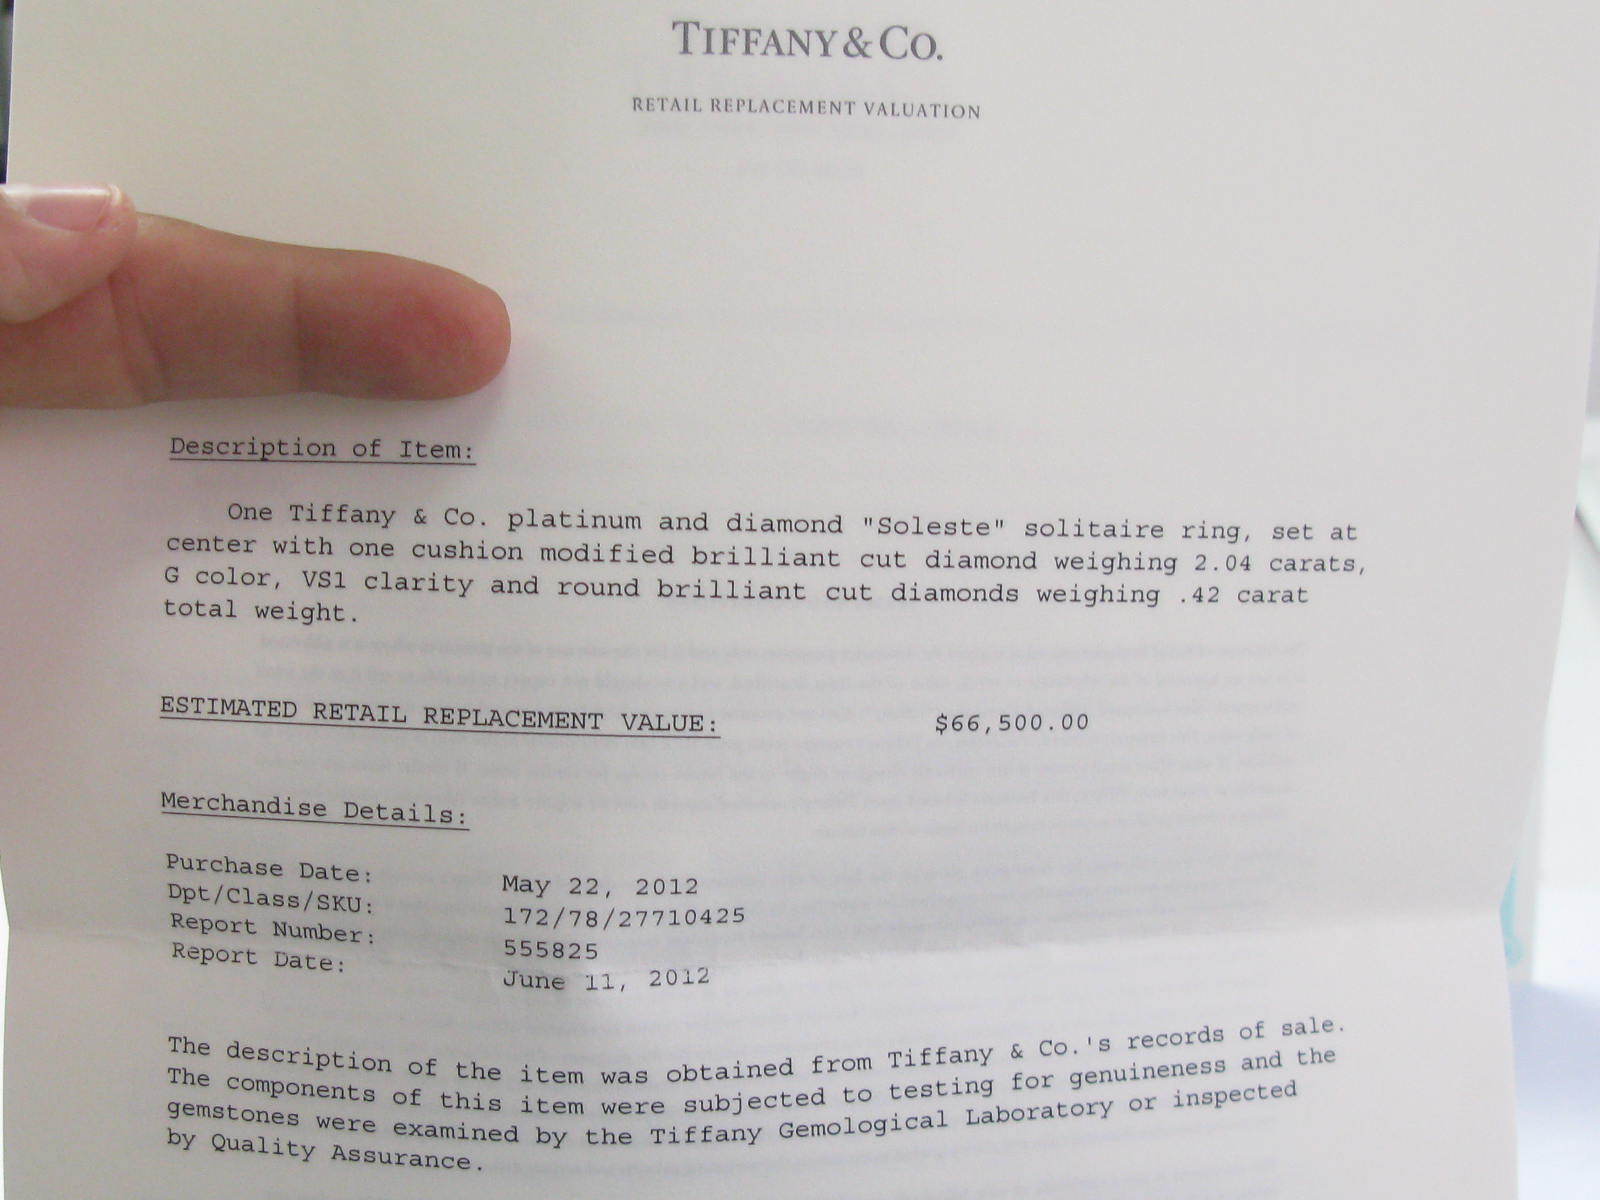 TIFFANY & CO.
RETAIL REPLACEMENT VALUATION
Description of Item:
One Tiffany & Co. platinum and diamond "Soleste" solitaire ring, set at
center with one cushion modified brilliant cut diamond weighing 2.04 carats,
G color, VS1 clarity and round brilliant cut diamonds weighing .42 carat
total weight.
ESTIMATED RETAIL REPLACEMENT VALUE: $66,500.00
Merchandise Details:
Purchase Date: May 22, 2012
Dpt/Class/SKU: 172/78/27710425
Report Number: 555825
Report Date: June 11, 2012
The description of the item was obtained from Tiffany & Co.'s records of sale.
The components of this item were subjected to testing for genuineness and the
gemstones were examined by the Tiffany Gemological Laboratory or inspected
by Quality Assurance.